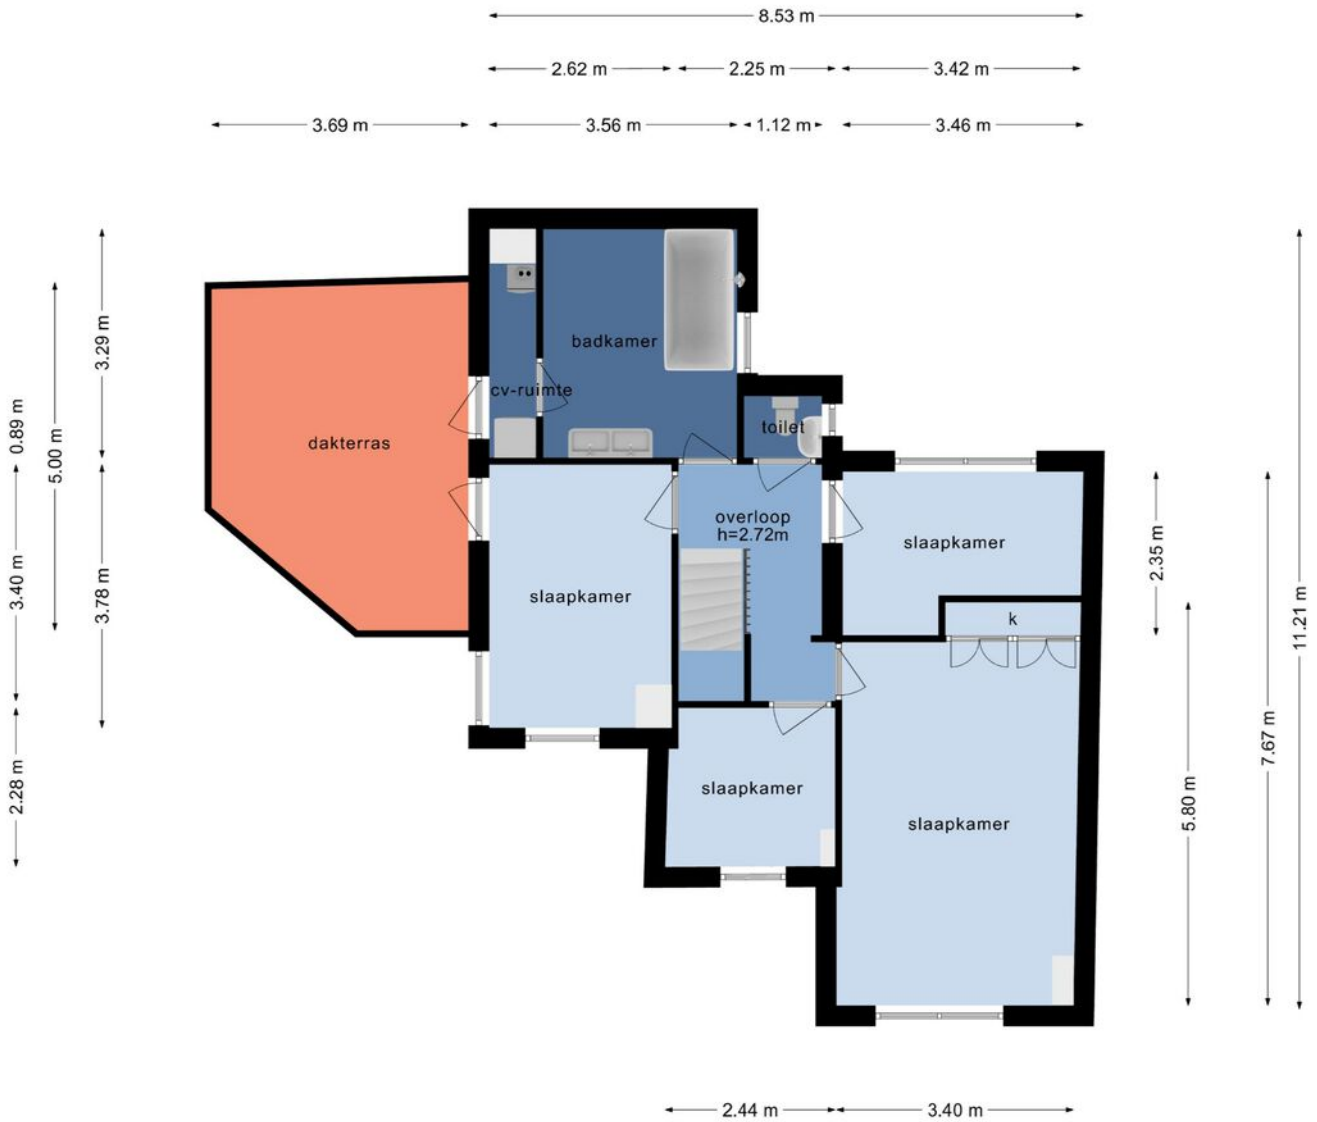 8.53 m
2.62 m
2.25 m
3.42 m
3.69 m
3.56 m
1.12 m
3.46 m
badkamer
cv-ruimte
toilet
dakterras
overloop
h=2.72m
slaapkamer
slaapkamer
k
slaapkamer
slaapkamer
0.89 m
3.40 m
2.28 m
5.00 m
3.29 m
3.78 m
2.35 m
5.80 m
7.67 m
11.21 m
2.44 m
3.40 m